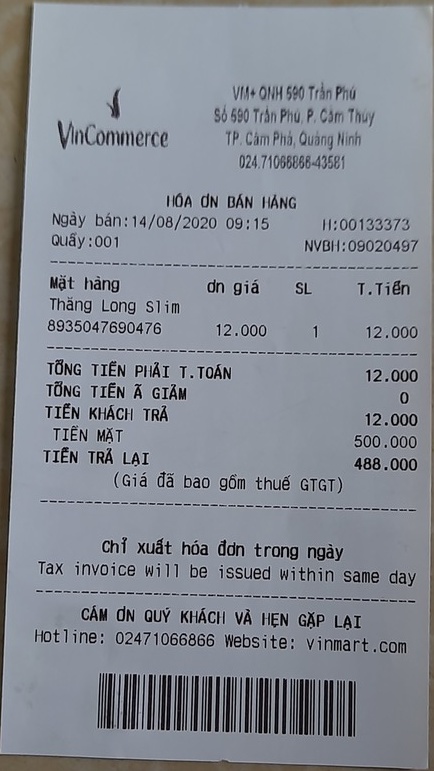 VinCommerce
VM+ QNH 590 Trần Phú
Số 590 Trần Phú, P. Cẩm Thủy
TP. Cẩm Phả, Quảng Ninh
024.71066866-43581
HÓA ƠN BÁN HÀNG
Ngày bán:14/08/2020 09:15 H:00133373
Quầy:001 NVBH:09020497
Mặt hàng ơn giá SL T.Tiền
Thăng Long Slim
8935047690476 12.000 1 12.000
TỔNG TIỀN PHẢI T.TOÁN 12.000
TỔNG TIỀN Ã GIẢM 0
TIỀN KHÁCH TRẢ 12.000
TIỀN MẶT 500.000
TIỀN TRẢ LẠI 488.000
(Giá đã bao gồm thuế GTGT)
Chỉ xuất hóa đơn trong ngày
Tax invoice will be issued within same day
CÁM ƠN QUÝ KHÁCH VÀ HẸN GẶP LẠI
Hotline: 02471066866 Website: vinmart.com